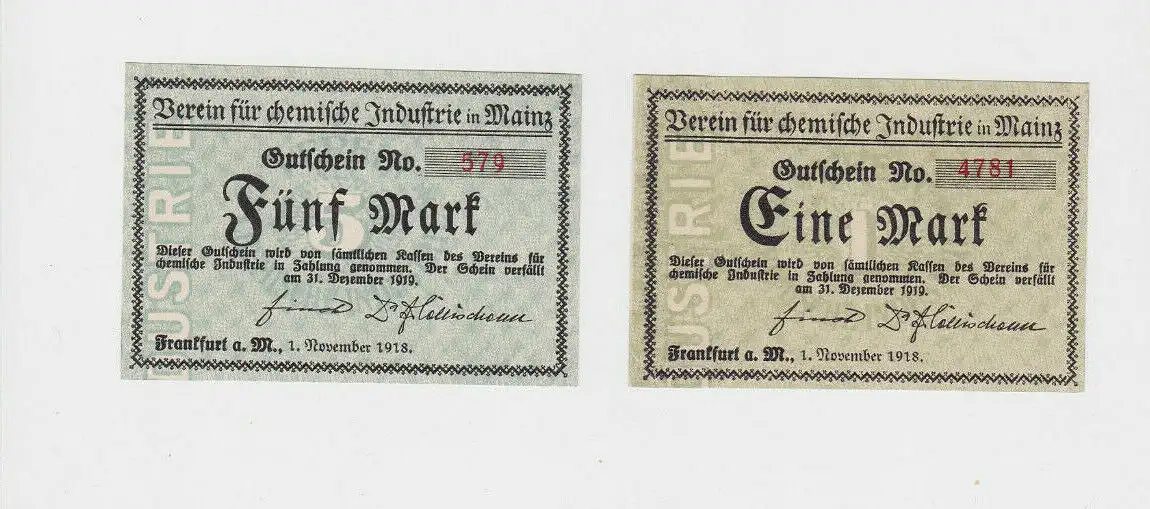 Verein für chemische Industrie in Mainz
Gutschein No. 579
Fünf Mark
Dieser Gutschein wird von sämtlichen Kassen des Vereins für
chemische Industrie in Zahlung genommen. Der Schein verfällt
am 31. Dezember 1919.
Frankfurt a. M., 1. November 1918.
USTRIE
Verein für chemische Industrie in Mainz
Gutschein No. 4781
Eine Mark
Dieser Gutschein wird von sämtlichen Kassen des Vereins für
chemische Industrie in Zahlung genommen. Der Schein verfällt
am 31. Dezember 1919.
Frankfurt a. M., 1. November 1918.
USTRIE